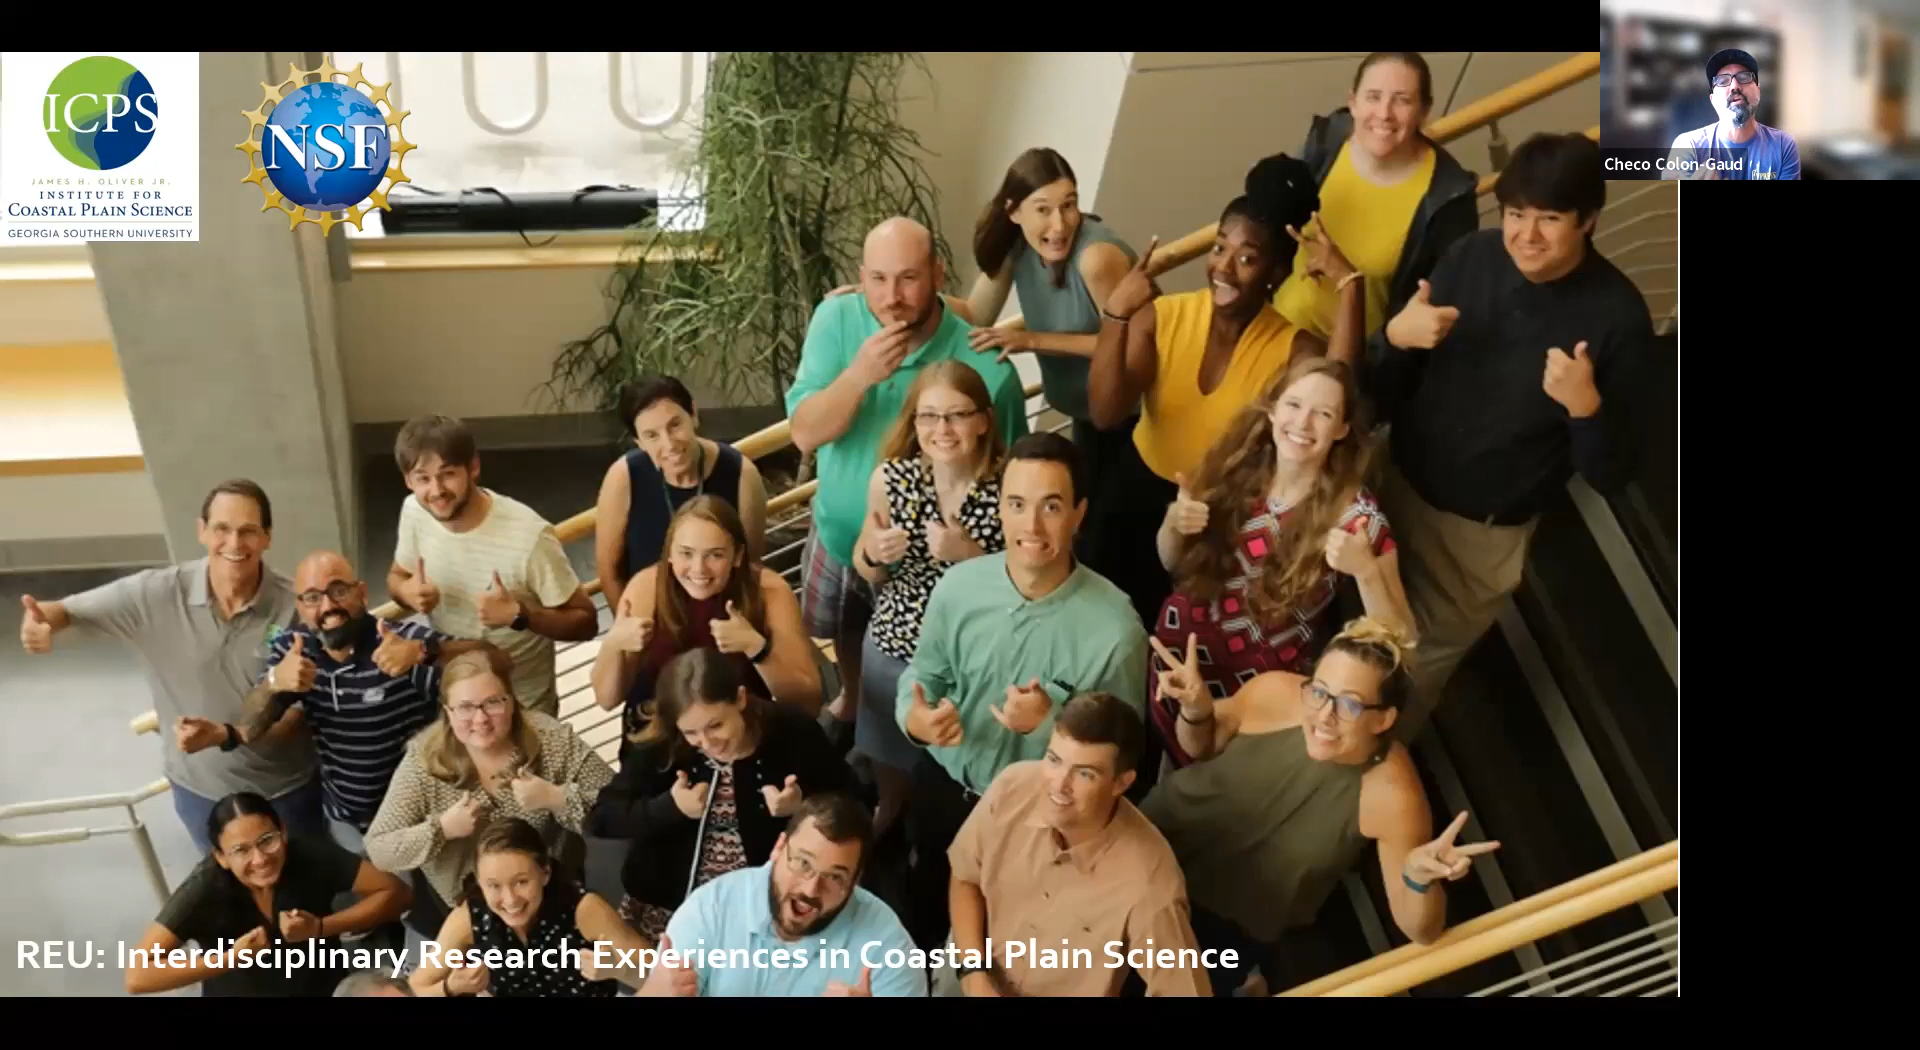 ICPS
JAMES H. OLIVER JR.
INSTITUTE FOR
COASTAL PLAIN SCIENCE
GEORGIA SOUTHERN UNIVERSITY
NSF
Checo Colon-Gaud
REU: Interdisciplinary Research Experiences in Coastal Plain Science